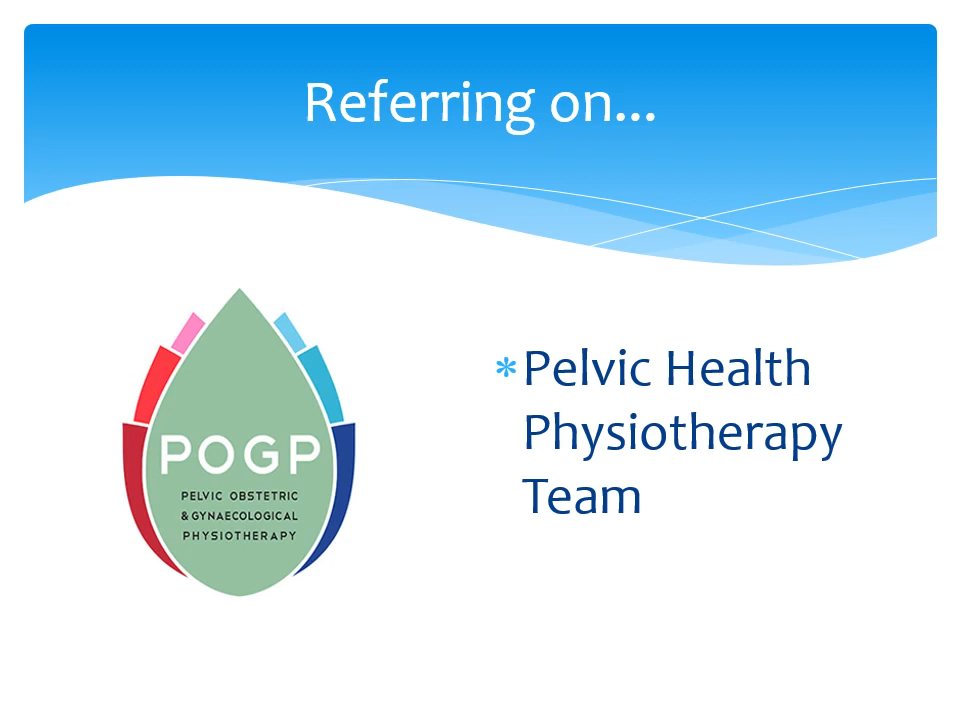 Referring on...
POGP
PELVIC OBSTETRIC
& GYNAECOLOGICAL
PHYSIOTHERAPY
*Pelvic Health
Physiotherapy
Team